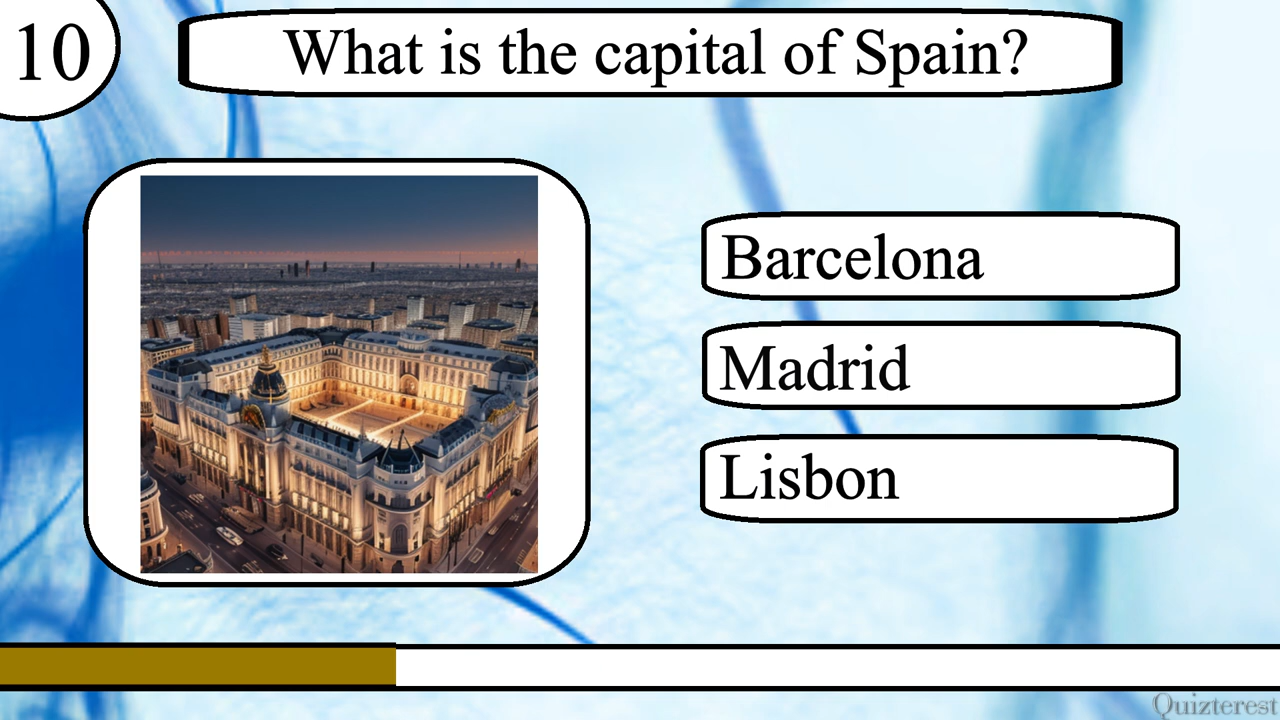 10
What is the capital of Spain?
Barcelona
Madrid
Lisbon
Quizterest